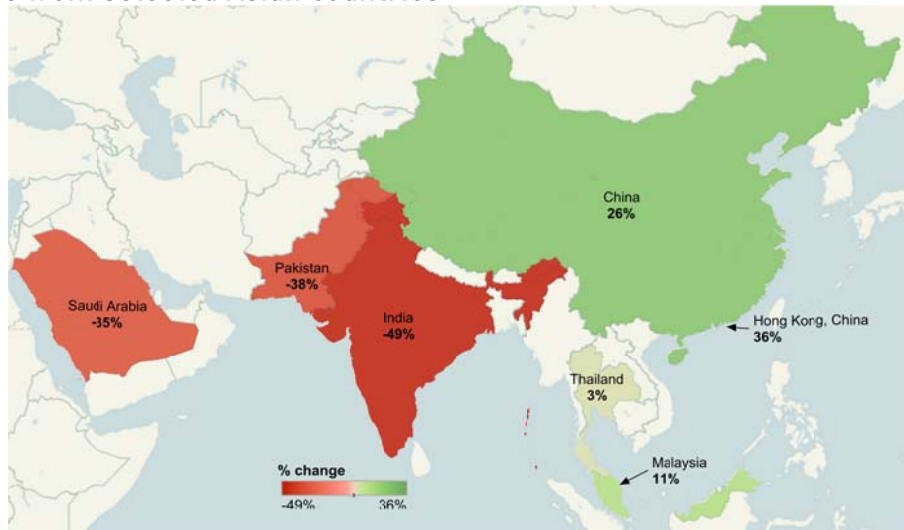 China
26%
Pakistan
-38%
Saudi Arabia
-35%
India
-49%
Hong Kong, China
36%
Thailand
3%
Malaysia
11%
% change
-49% 36%